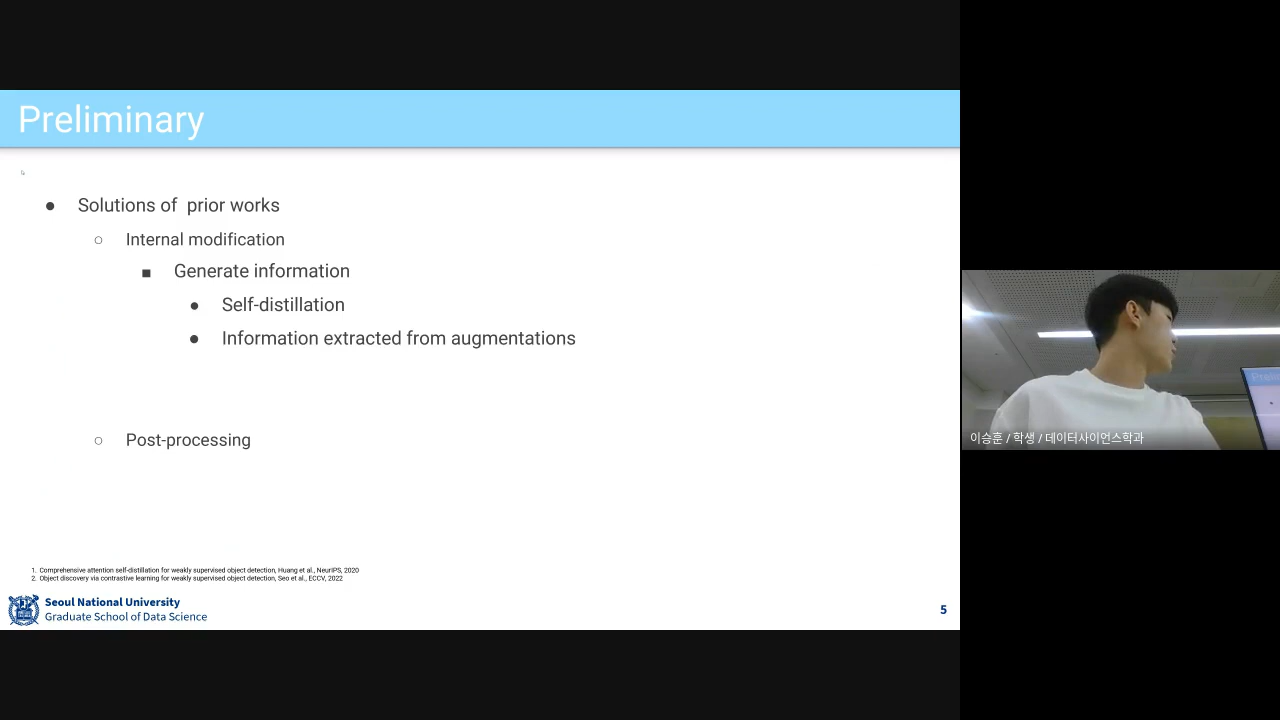 Preliminary
● Solutions of  prior works
○ Internal modification
■ Generate information
● Self-distillation
● Information extracted from augmentations
○ Post-processing
1. Comprehensive attention self-distillation for weakly supervised object detection, Huang et al., NeurIPS, 2020
2. Object discovery via contrastive learning for weakly supervised object detection, Seo et al., ECCV, 2022
Seoul National University
Graduate School of Data Science
5
이승훈 / 학생 / 데이터사이언스학과